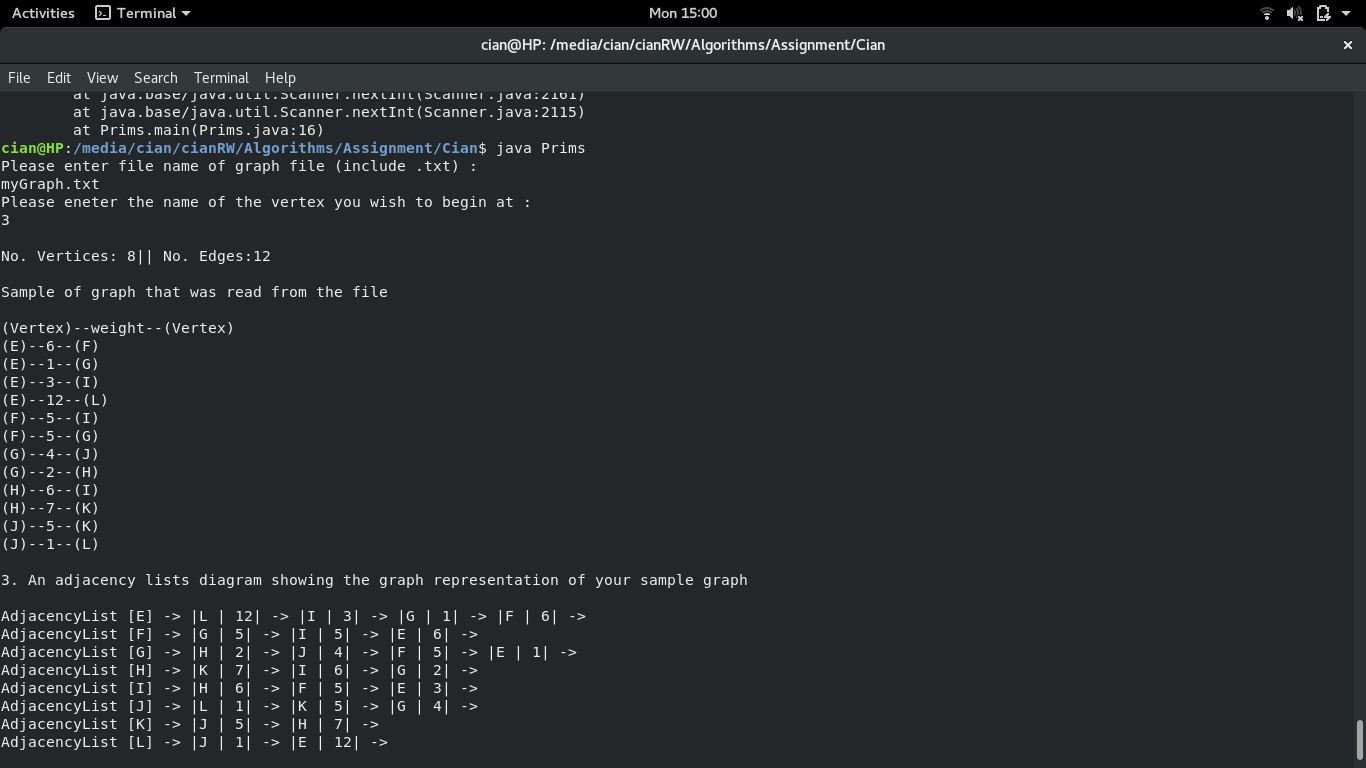 Activities Terminal Mon 15:00
cian@HP: /media/cian/cianRW/Algorithms/Assignment/Cian ×
File Edit View Search Terminal Help
at java.base/java.util.Scanner.nextInt(Scanner.java:2161)
at java.base/java.util.Scanner.nextInt(Scanner.java:2115)
at Prims.main(Prims.java:16)
cian@HP:/media/cian/cianRW/Algorithms/Assignment/Cian$ java Prims
Please enter file name of graph file (include .txt) :
myGraph.txt
Please eneter the name of the vertex you wish to begin at :
3
No. Vertices: 8|| No. Edges:12
Sample of graph that was read from the file
(Vertex)--weight--(Vertex)
(E)--6--(F)
(E)--1--(G)
(E)--3--(I)
(E)--12--(L)
(F)--5--(I)
(F)--5--(G)
(G)--4--(J)
(G)--2--(H)
(H)--6--(I)
(H)--7--(K)
(J)--5--(K)
(J)--1--(L)
3. An adjacency lists diagram showing the graph representation of your sample graph
AdjacencyList [E] -> |L | 12| -> |I | 3| -> |G | 1| -> |F | 6| ->
AdjacencyList [F] -> |G | 5| -> |I | 5| -> |E | 6| ->
AdjacencyList [G] -> |H | 2| -> |J | 4| -> |F | 5| -> |E | 1| ->
AdjacencyList [H] -> |K | 7| -> |I | 6| -> |G | 2| ->
AdjacencyList [I] -> |H | 6| -> |F | 5| -> |E | 3| ->
AdjacencyList [J] -> |L | 1| -> |K | 5| -> |G | 4| ->
AdjacencyList [K] -> |J | 5| -> |H | 7| ->
AdjacencyList [L] -> |J | 1| -> |E | 12| ->